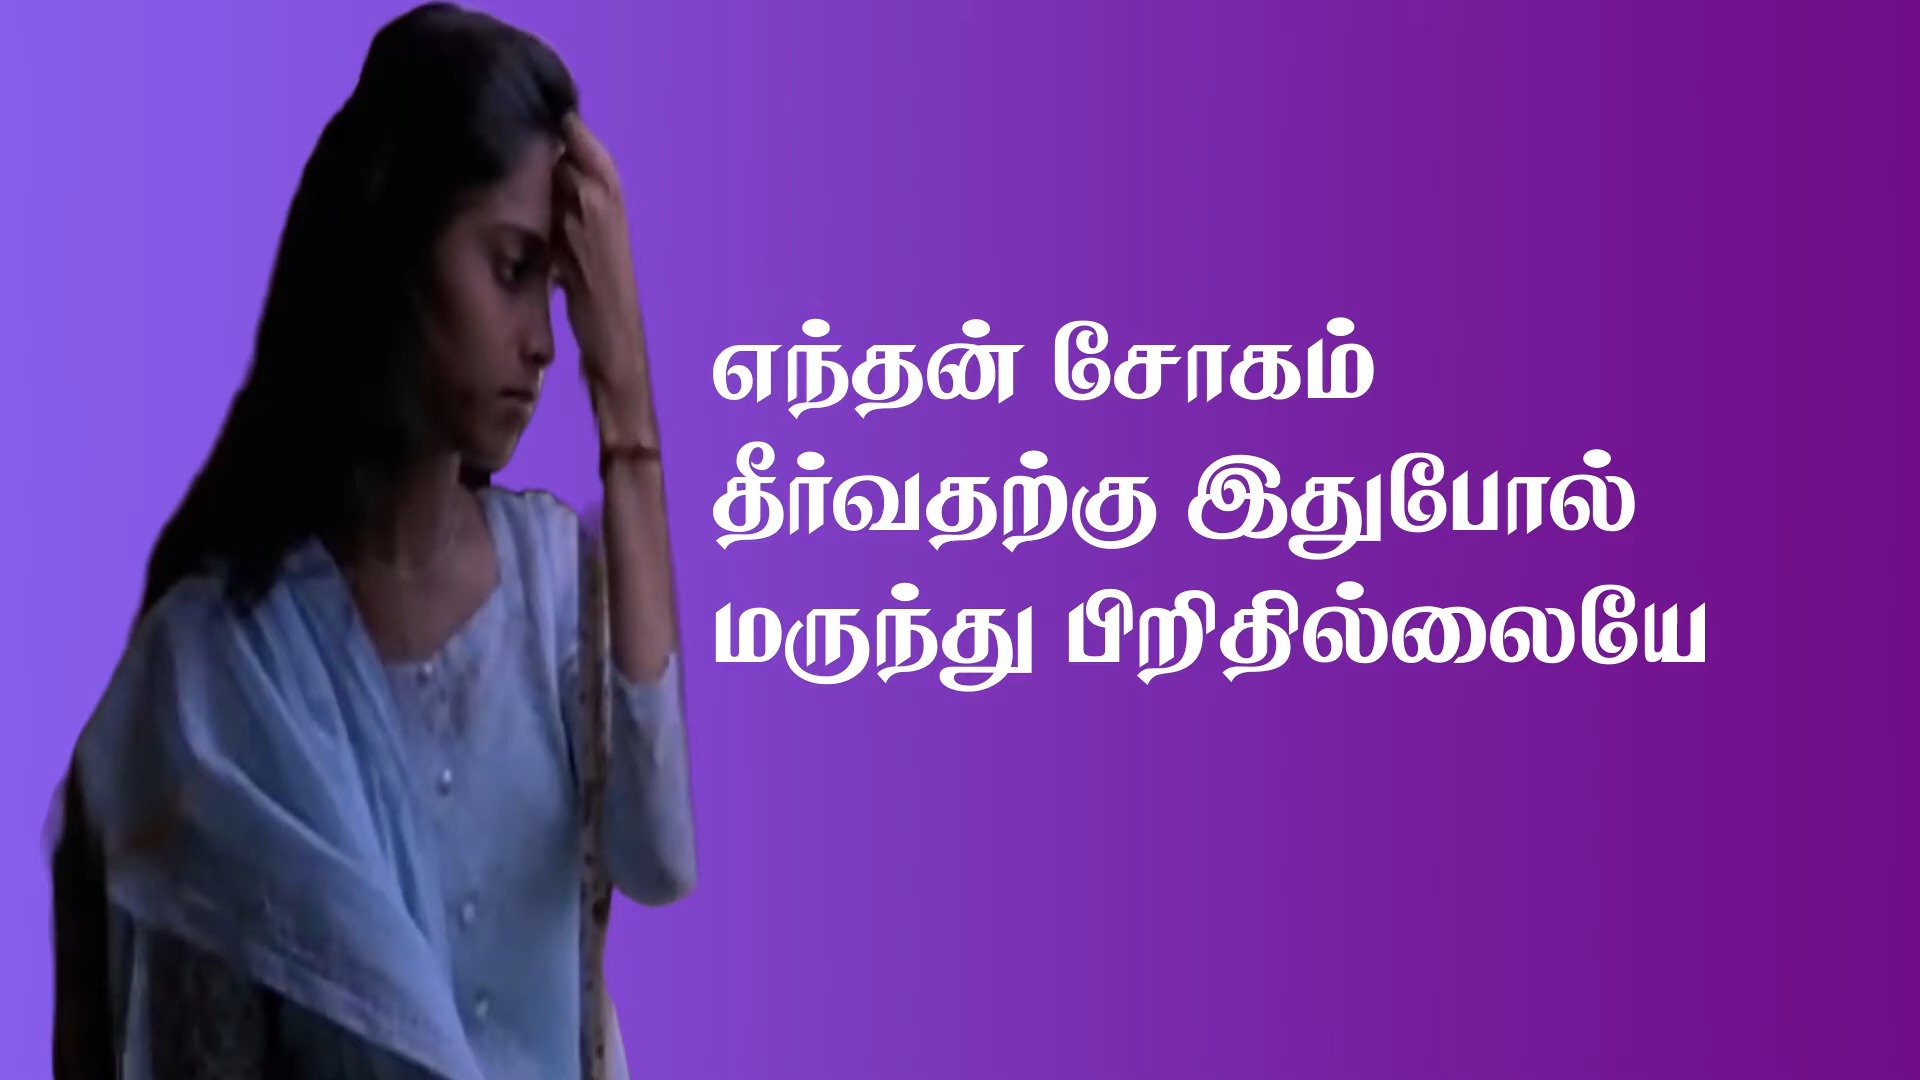 எந்தன் சோகம்
தீர்வதற்கு இதுபோல்
மருந்து பிறிதில்லையே